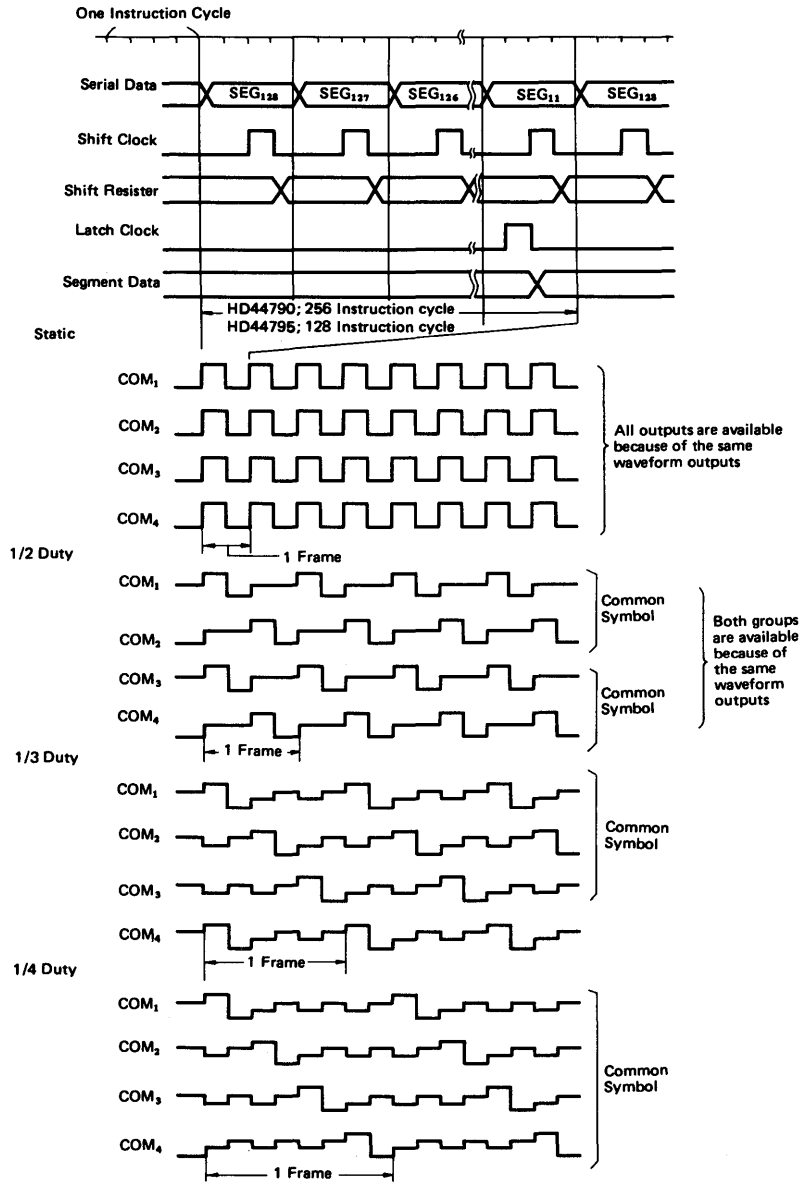 One Instruction Cycle
Serial Data
SEG₁₂₈
SEG₁₂₇
SEG₁₂₆
SEG₁₁
SEG₁₂₈
Shift Clock
Shift Resister
Latch Clock
Segment Data
HD44790; 256 Instruction cycle
HD44795; 128 Instruction cycle
Static
COM₁
COM₂
COM₃
COM₄
All outputs are available
because of the same
waveform outputs
1 Frame
1/2 Duty
COM₁
COM₂
COM₃
COM₄
Common
Symbol
Common
Symbol
Both groups
are available
because of
the same
waveform
outputs
1 Frame
1/3 Duty
COM₁
COM₂
COM₃
COM₄
Common
Symbol
1 Frame
1/4 Duty
COM₁
COM₂
COM₃
COM₄
Common
Symbol
1 Frame